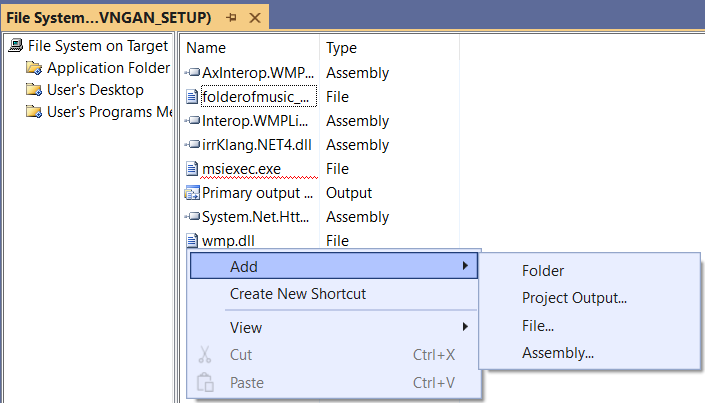 File System...VNGAN_SETUP)
File System on Target
Application Folder
User's Desktop
User's Programs Me
Name Type
AxInterop.WMP... Assembly
folderofmusic_... File
Interop.WMPLi... Assembly
irrKlang.NET4.dll Assembly
msiexec.exe File
Primary output ... Output
System.Net.Htt... Assembly
wmp.dll File
Add
Create New Shortcut
View
Cut Ctrl+X
Paste Ctrl+V
Folder
Project Output...
File...
Assembly...